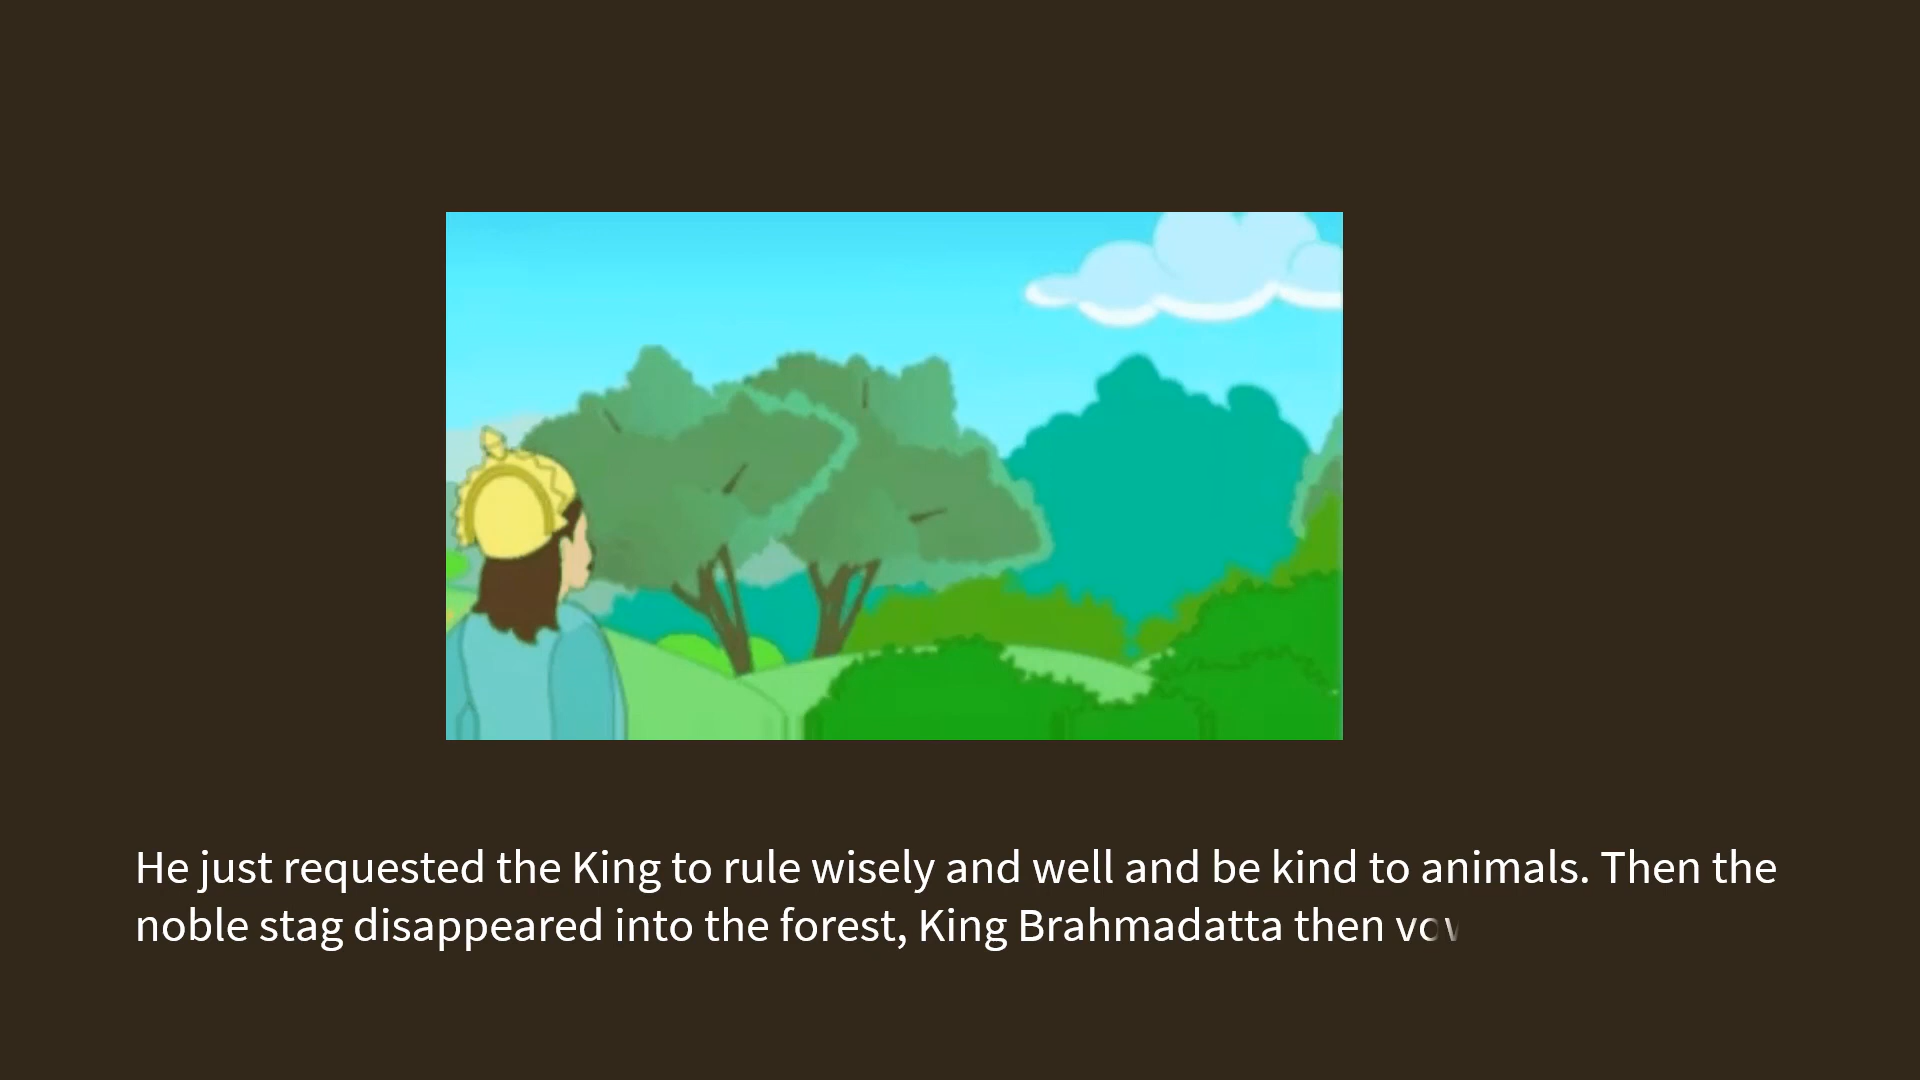 He just requested the King to rule wisely and well and be kind to animals. Then the
noble stag disappeared into the forest, King Brahmadatta then